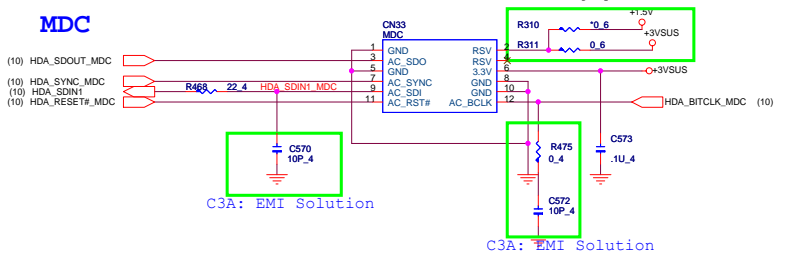 MDC
CN33
MDC
R310 *0_6 +1.5V
R311 0_6 +3VSUS
1 GND RSV 2
(10) HDA_SDOUT_MDC 3 AC_SDO RSV 4
5 GND 3.3V 6 +3VSUS
(10) HDA_SYNC_MDC 7 AC_SYNC GND 8
(10) HDA_SDIN1 R468 22_4 HDA_SDIN1_MDC 9 AC_SDI GND 10
(10) HDA_RESET#_MDC 11 AC_RST# AC_BCLK 12 HDA_BITCLK_MDC (10)
C570
10P_4
R475
0_4
C573
.1U_4
C3A: EMI Solution
C572
10P_4
C3A: EMI Solution